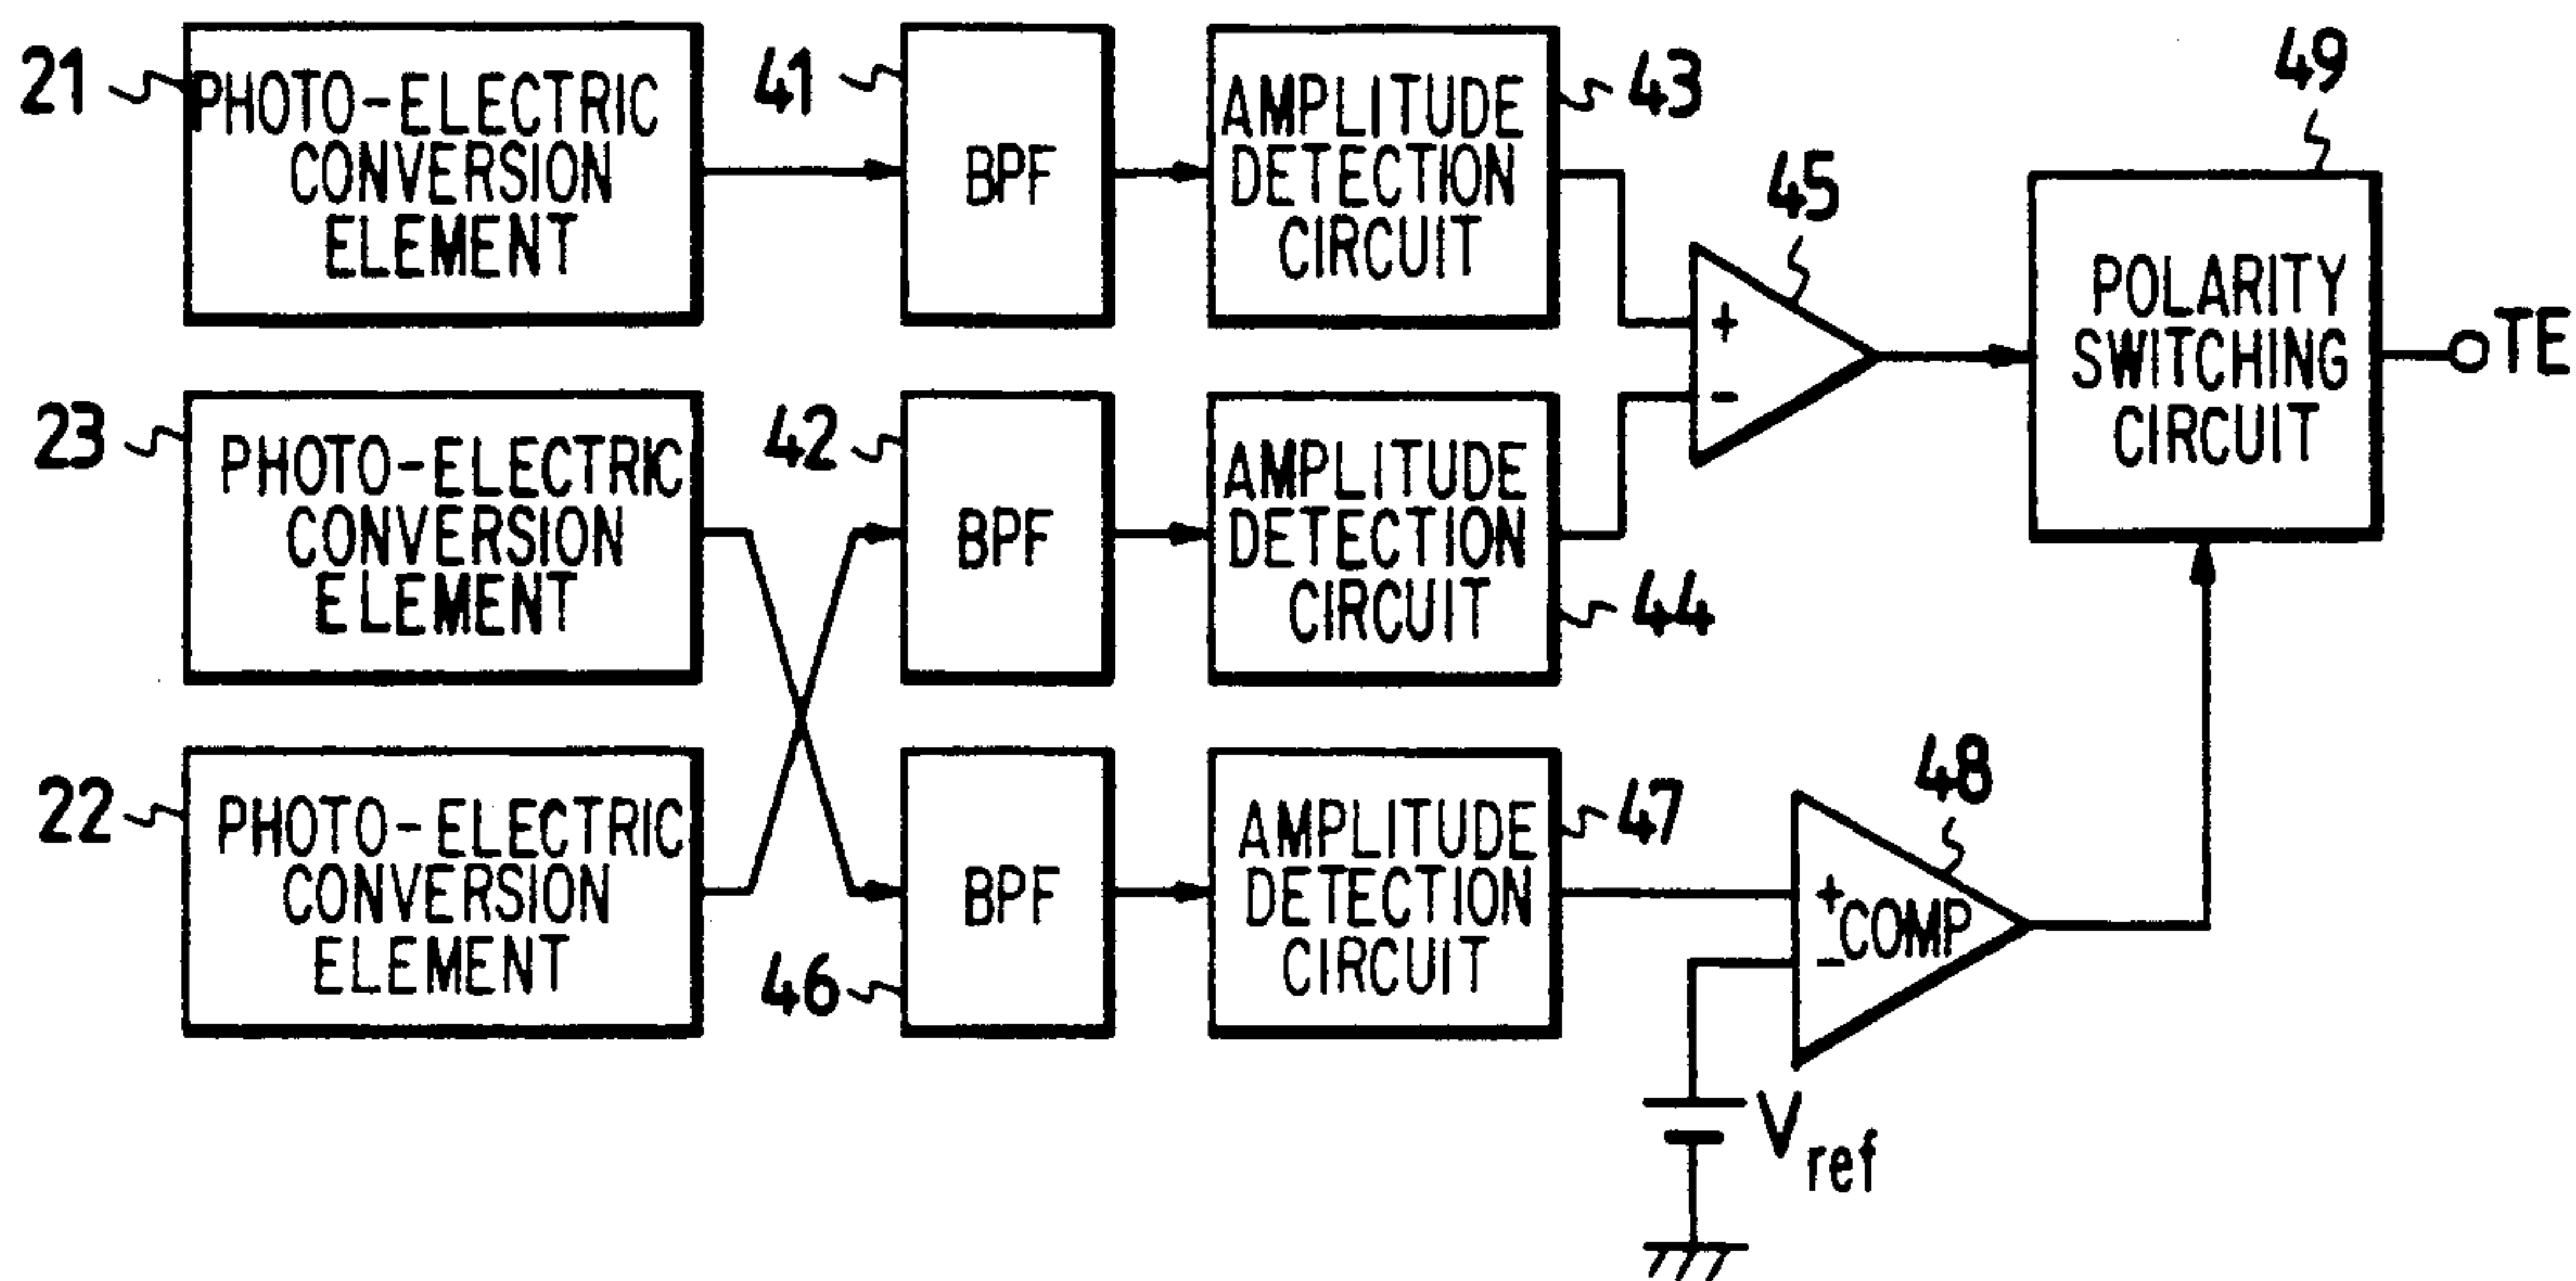 21
PHOTO-ELECTRIC
CONVERSION
ELEMENT
41
BPF
AMPLITUDE
DETECTION
CIRCUIT
43
45
+
-
49
POLARITY
SWITCHING
CIRCUIT
TE
23
PHOTO-ELECTRIC
CONVERSION
ELEMENT
42
BPF
AMPLITUDE
DETECTION
CIRCUIT
44
22
PHOTO-ELECTRIC
CONVERSION
ELEMENT
46
BPF
AMPLITUDE
DETECTION
CIRCUIT
47
48
+
COMP
-
Vref